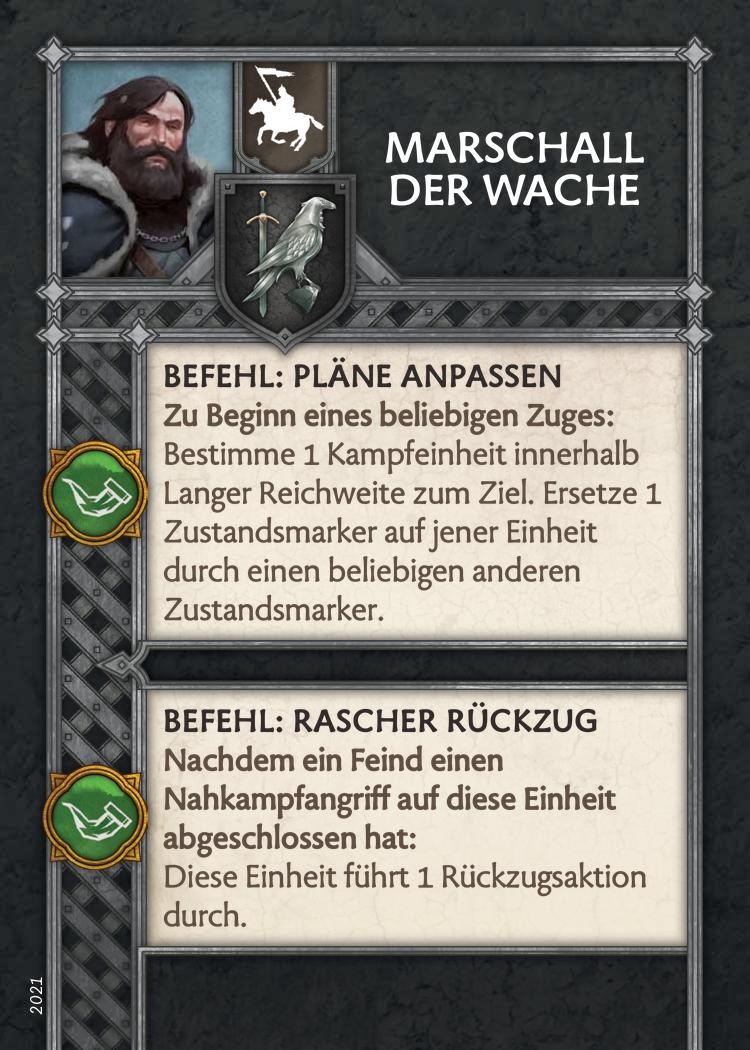 MARSCHALL
DER WACHE
BEFEHL: PLÄNE ANPASSEN
Zu Beginn eines beliebigen Zuges:
Bestimme 1 Kampfeinheit innerhalb
Langer Reichweite zum Ziel. Ersetze 1
Zustandsmarker auf jener Einheit
durch einen beliebigen anderen
Zustandsmarker.
BEFEHL: RASCHER RÜCKZUG
Nachdem ein Feind einen
Nahkampfangriff auf diese Einheit
abgeschlossen hat:
Diese Einheit führt 1 Rückzugsaktion
durch.
2021